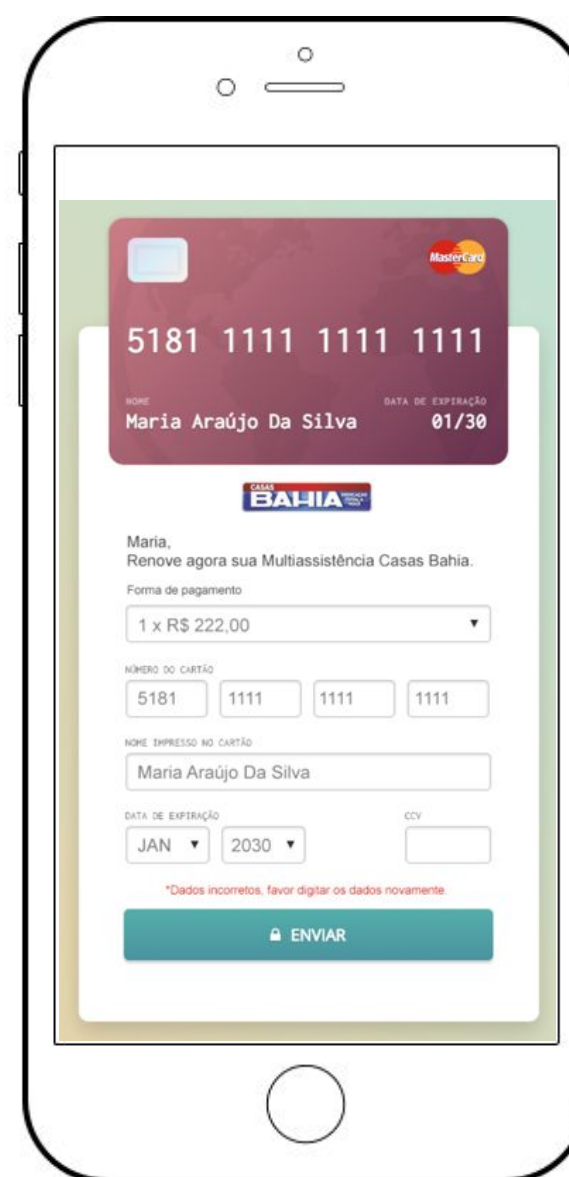 MasterCard
5181 1111 1111 1111
NOME DATA DE EXPIRAÇÃO
Maria Araújo Da Silva 01/30
CASAS
BAHIA DEDICAÇÃO
TOTAL A
VOCÊ
Maria,
Renove agora sua Multiassistência Casas Bahia.
Forma de pagamento
1 x R$ 222,00
NÚMERO DO CARTÃO
5181 1111 1111 1111
NOME IMPRESSO NO CARTÃO
Maria Araújo Da Silva
DATA DE EXPIRAÇÃO CCV
JAN 2030
*Dados incorretos, favor digitar os dados novamente
ENVIAR